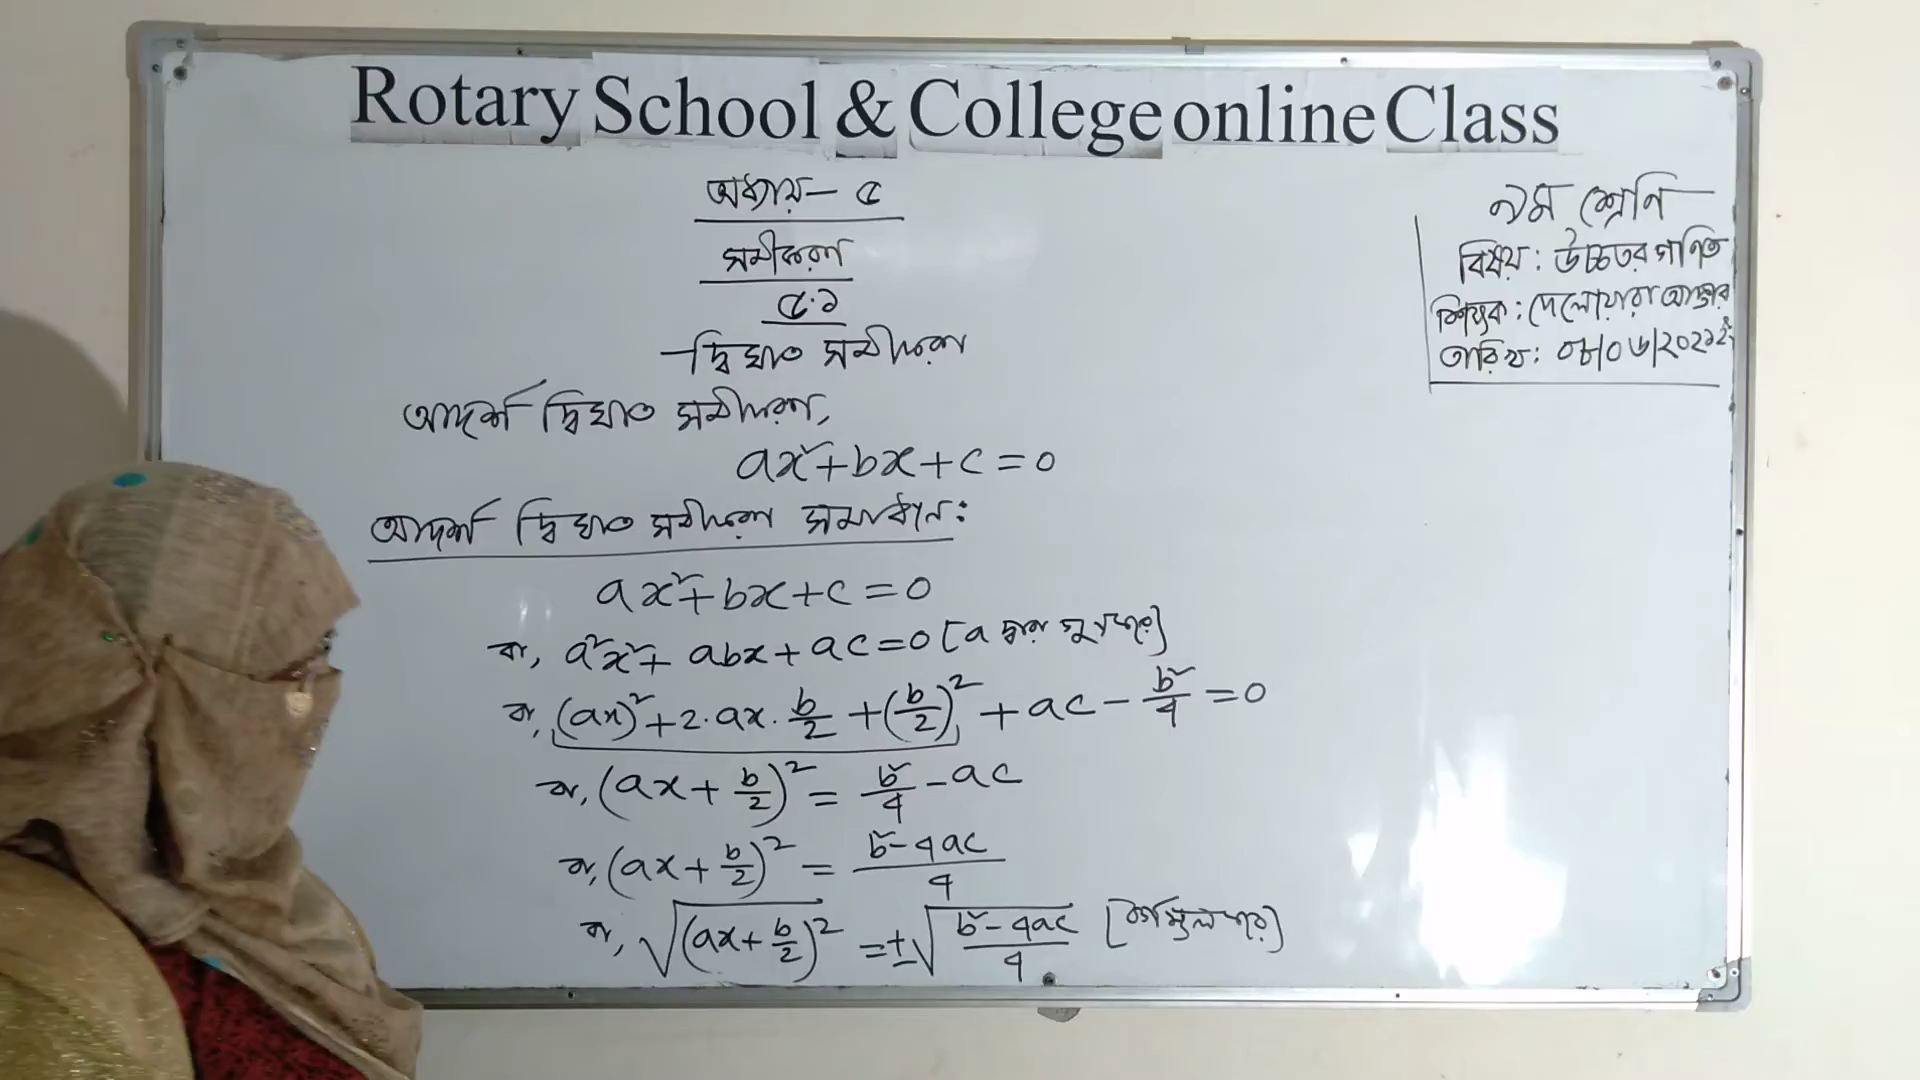 Rotary School & College online Class
অধ্যায় - ৫
সমীকরণ
৫.১
দ্বিঘাত সমীকরণ
৯ম শ্রেণি
বিষয়: উচ্চতর গণিত
শিক্ষক: দেলোয়ারা আক্তার
তারিখ: ০৮/০৬/২০২১ইং
আদর্শ দ্বিঘাত সমীকরণ,
ax²+bx+c=0
আদর্শ দ্বিঘাত সমীকরণ সমাধান:
ax²+bx+c=0
বা, a²x²+abx+ac=0 [a দ্বারা গুণ করে]
বা, (ax)²+2·ax·b/2+(b/2)²+ac-b²/4=0
বা, (ax+b/2)²=b²/4-ac
বা, (ax+b/2)²=(b²-4ac)/4
বা, √(ax+b/2)²=±√(b²-4ac)/4 [বর্গমূল করে]